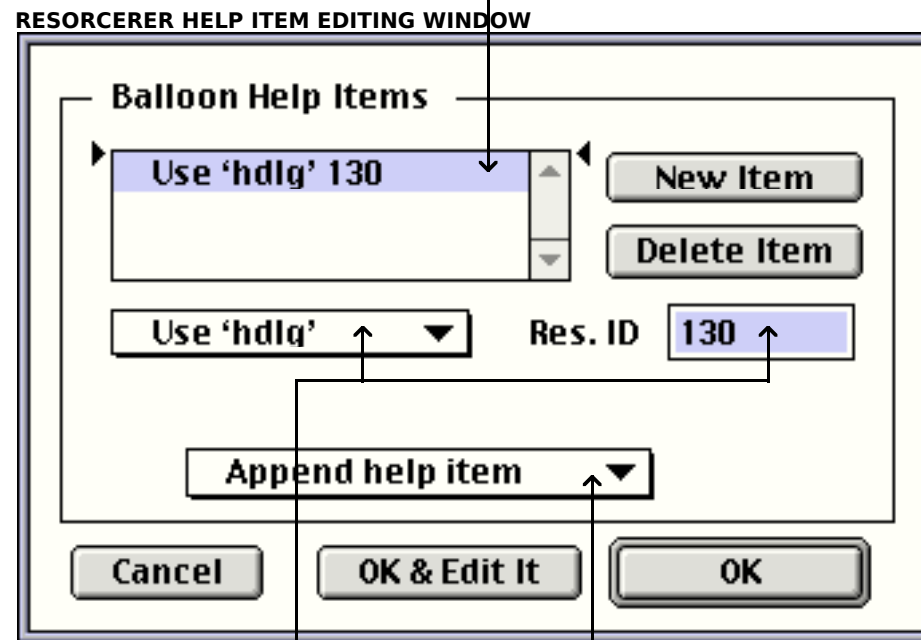 RESORCERER HELP ITEM EDITING WINDOW
Balloon Help Items
Use ‘hdlg’ 130
New Item
Delete Item
Use ‘hdlg’
Res. ID 130
Append help item
Cancel OK & Edit It OK